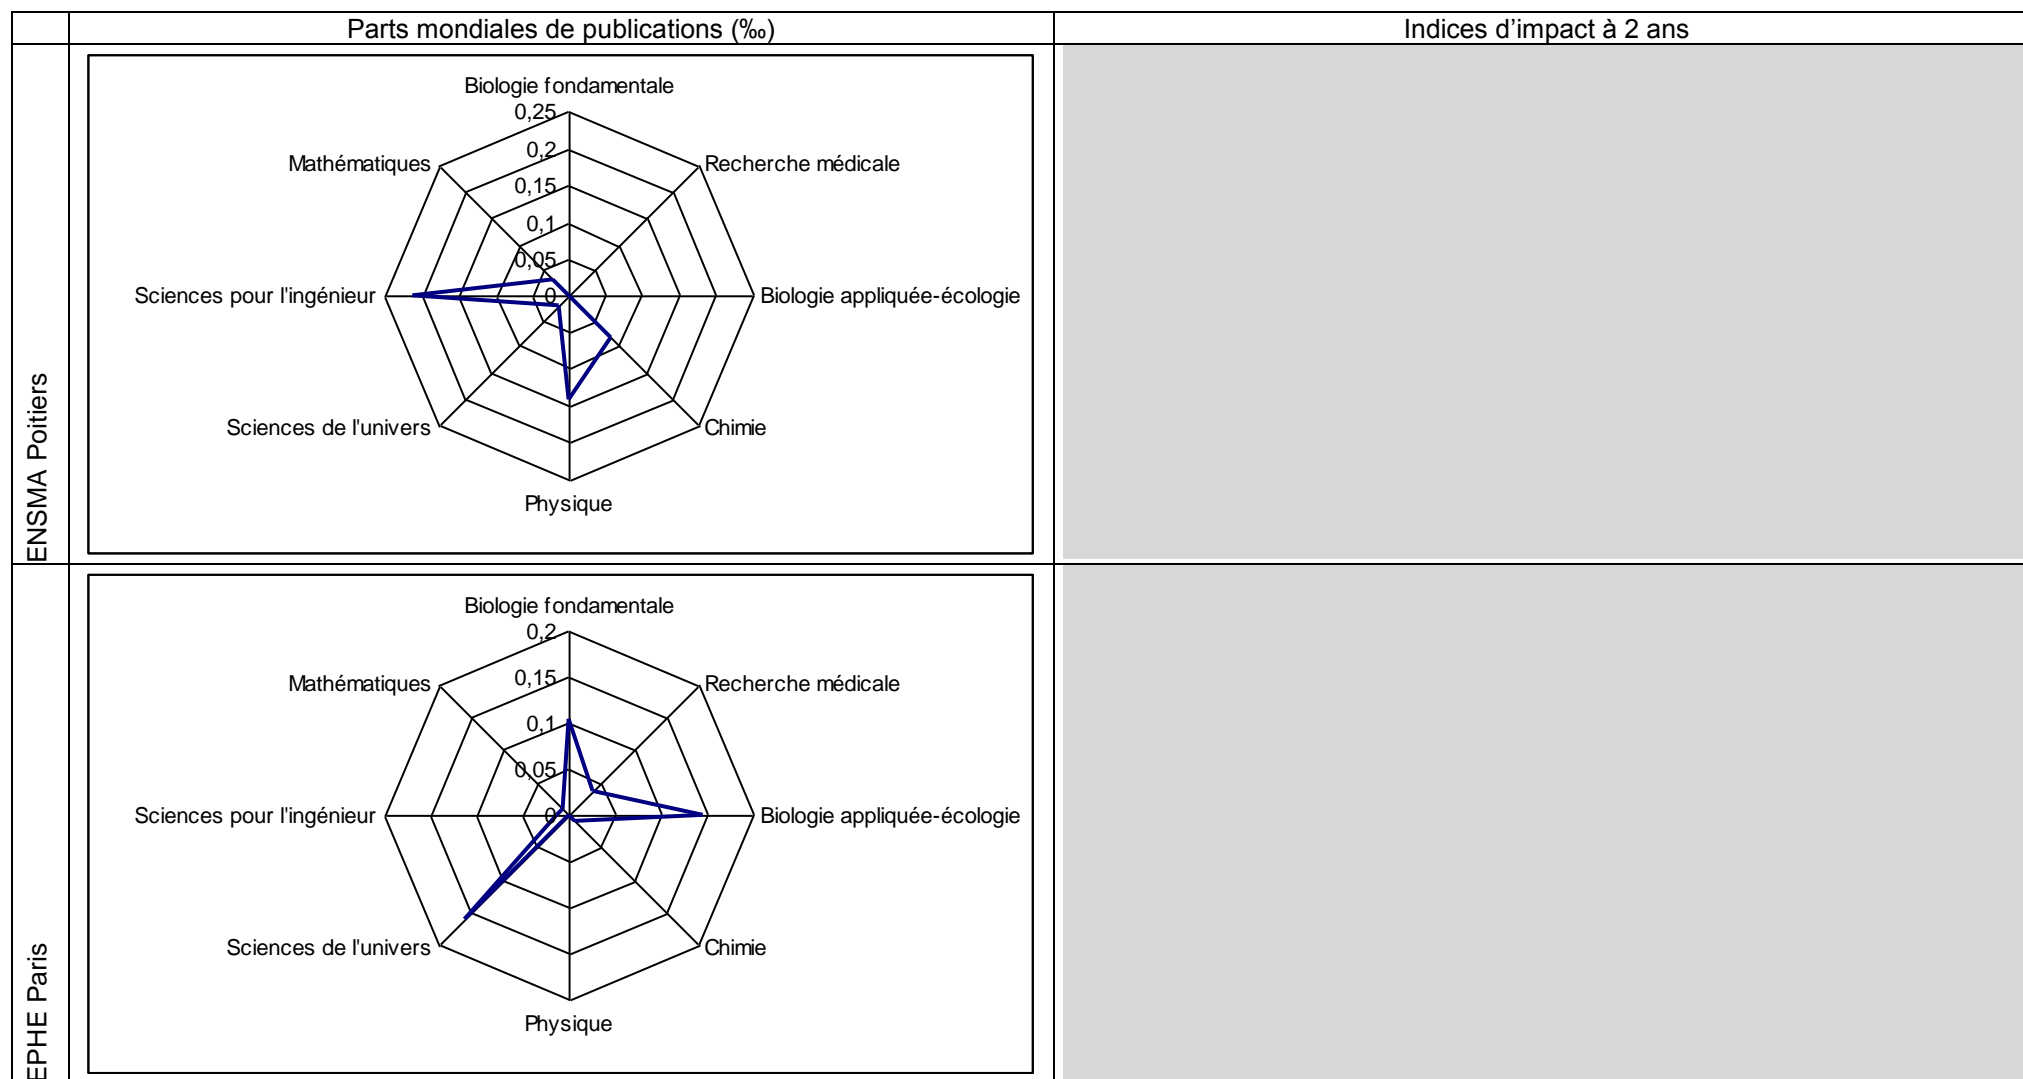 Parts mondiales de publications (‰)
Indices d'impact à 2 ans
ENSMA Poitiers
Biologie fondamentale
0,25
0,2
0,15
0,1
0,05
0
Mathématiques
Recherche médicale
Sciences pour l'ingénieur
Biologie appliquée-écologie
Sciences de l'univers
Chimie
Physique
EPHE Paris
Biologie fondamentale
0,2
0,15
0,1
0,05
0
Mathématiques
Recherche médicale
Sciences pour l'ingénieur
Biologie appliquée-écologie
Sciences de l'univers
Chimie
Physique